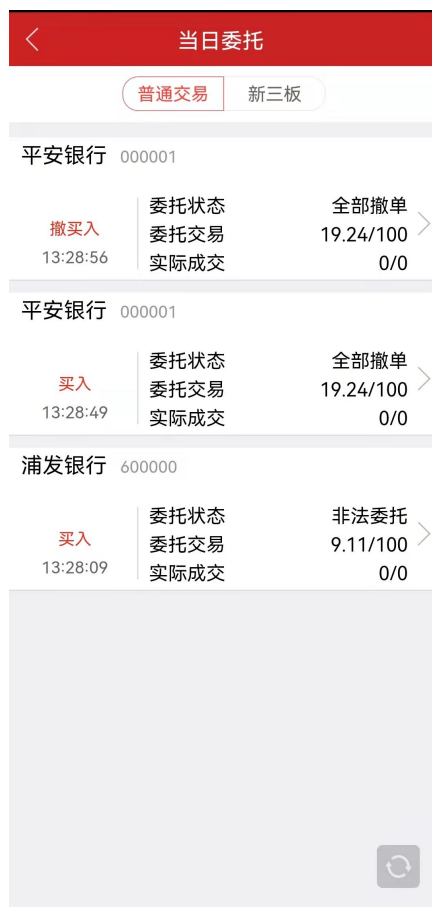 当日委托
普通交易 新三板
平安银行 000001
委托状态 全部撤单
撤买入 委托交易 19.24/100
13:28:56 实际成交 0/0
平安银行 000001
委托状态 全部撤单
买入 委托交易 19.24/100
13:28:49 实际成交 0/0
浦发银行 600000
委托状态 非法委托
买入 委托交易 9.11/100
13:28:09 实际成交 0/0